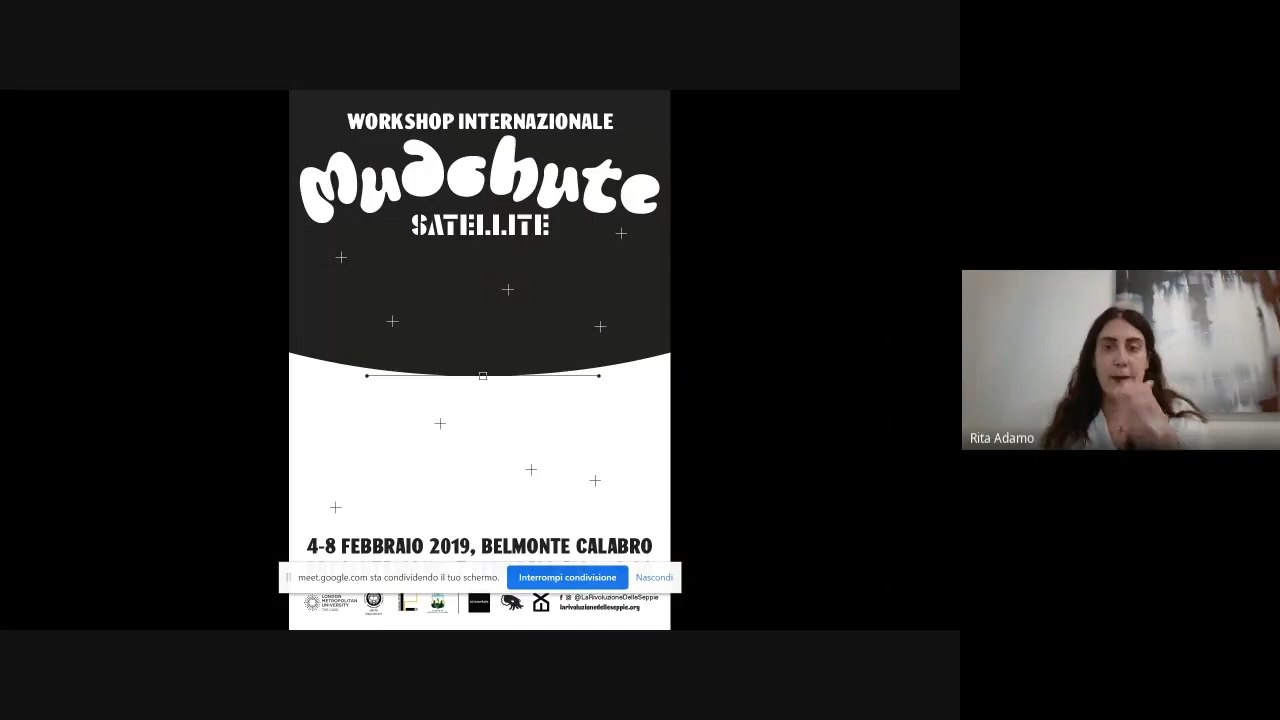 WORKSHOP INTERNAZIONALE
Mudchute
SATELLITE
4-8 FEBBRAIO 2019, BELMONTE CALABRO
meet.google.com sta condividendo il tuo schermo.
Interrompi condivisione
Nascondi
LONDON
METROPOLITAN
UNIVERSITY
@LaRivoluzioneDelleSeppie
larivoluzionedelleseppie.org
Rita Adamo